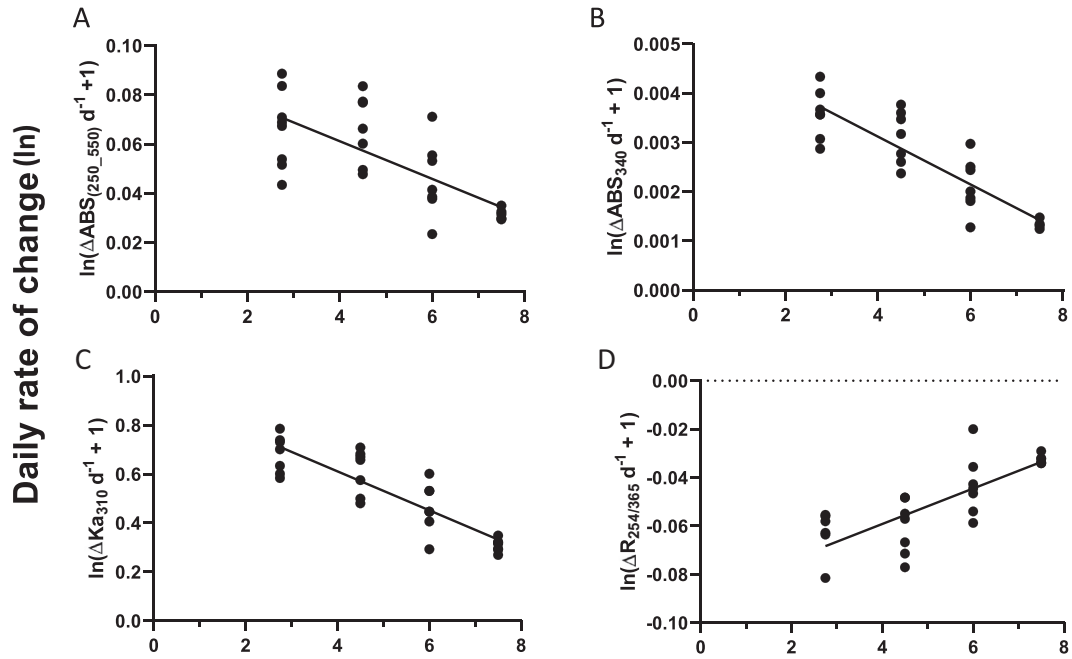 Daily rate of change (ln)
A
ln(ΔABS(250_550) d-1 +1)
0.10
0.08
0.06
0.04
0.02
0.00
0 2 4 6 8
B
ln(ΔABS340 d-1 + 1)
0.005
0.004
0.003
0.002
0.001
0.000
0 2 4 6 8
C
ln(ΔKa310 d-1 + 1)
1.0
0.8
0.6
0.4
0.2
0.0
0 2 4 6 8
D
ln(ΔR254/365 d-1 + 1)
0.00
-0.02
-0.04
-0.06
-0.08
-0.10
0 2 4 6 8